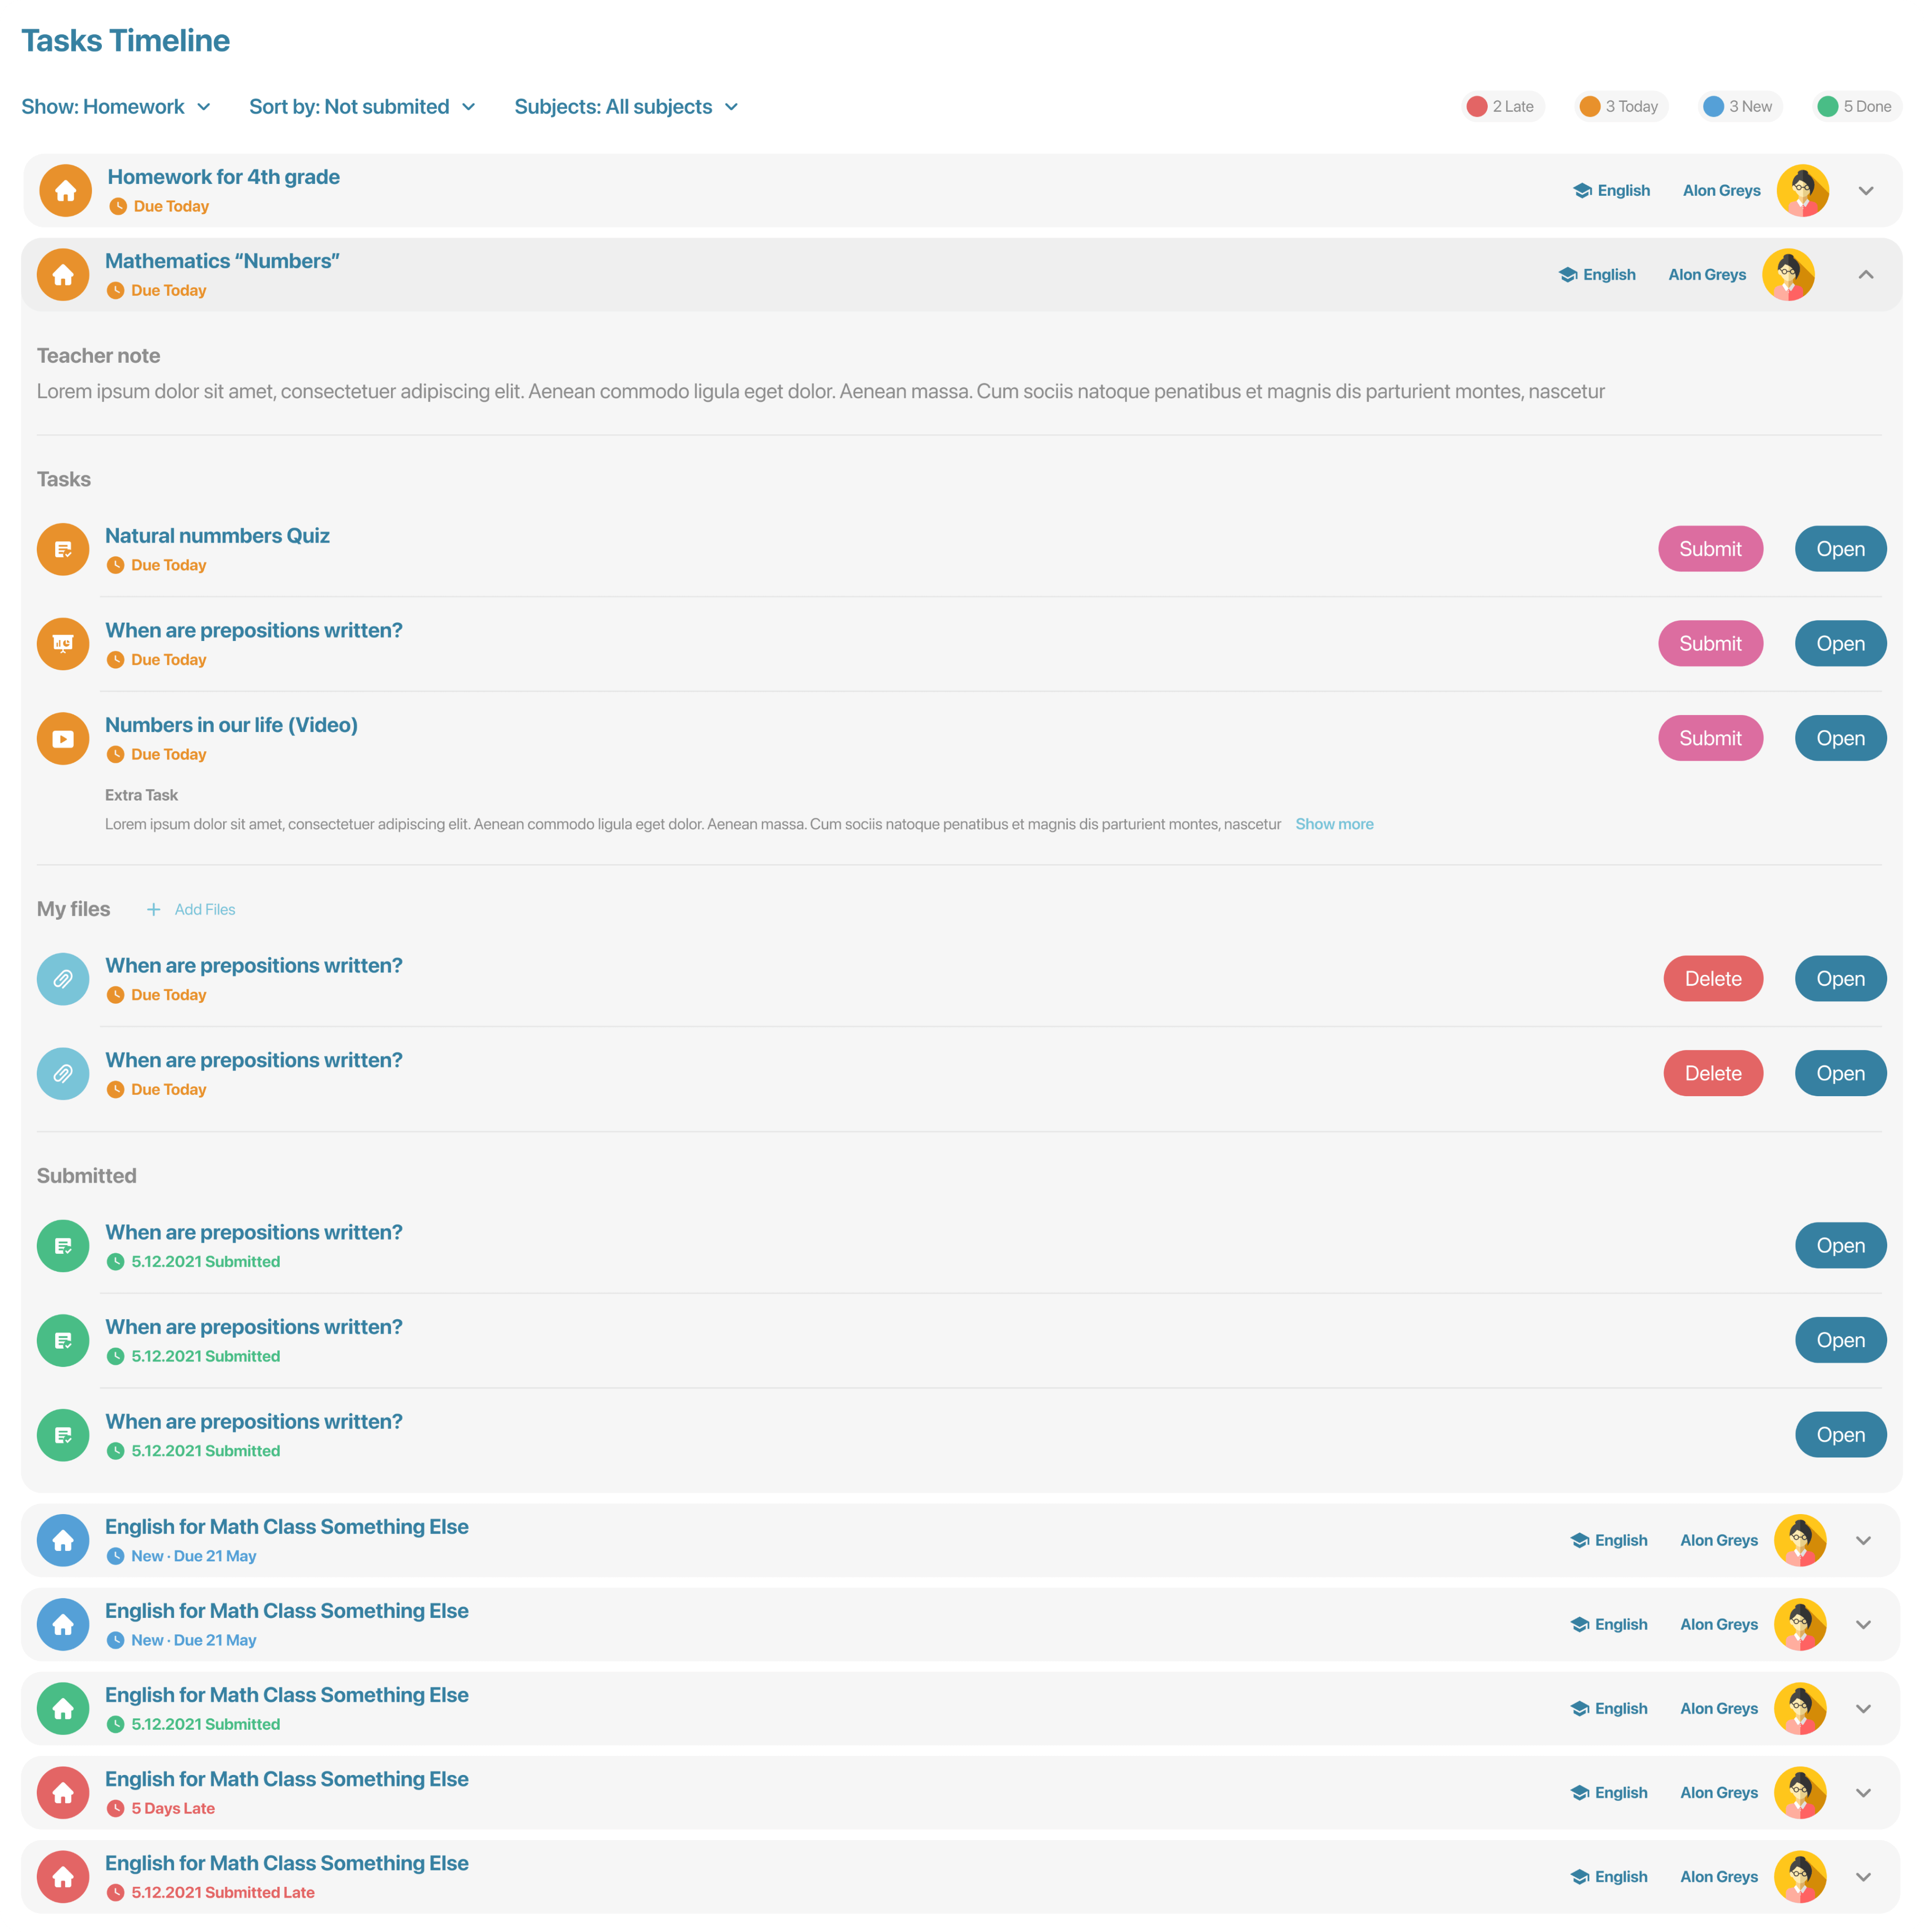 Tasks Timeline
Show: Homework Sort by: Not submited Subjects: All subjects 2 Late 3 Today 3 New 5 Done
Homework for 4th grade
Due Today
English Alon Greys
Mathematics “Numbers”
Due Today
English Alon Greys
Teacher note
Lorem ipsum dolor sit amet, consectetuer adipiscing elit. Aenean commodo ligula eget dolor. Aenean massa. Cum sociis natoque penatibus et magnis dis parturient montes, nascetur
Tasks
Natural nummbers Quiz
Due Today
Submit Open
When are prepositions written?
Due Today
Submit Open
Numbers in our life (Video)
Due Today
Submit Open
Extra Task
Lorem ipsum dolor sit amet, consectetuer adipiscing elit. Aenean commodo ligula eget dolor. Aenean massa. Cum sociis natoque penatibus et magnis dis parturient montes, nascetur Show more
My files + Add Files
When are prepositions written?
Due Today
Delete Open
When are prepositions written?
Due Today
Delete Open
Submitted
When are prepositions written?
5.12.2021 Submitted
Open
When are prepositions written?
5.12.2021 Submitted
Open
When are prepositions written?
5.12.2021 Submitted
Open
English for Math Class Something Else
New · Due 21 May
English Alon Greys
English for Math Class Something Else
New · Due 21 May
English Alon Greys
English for Math Class Something Else
5.12.2021 Submitted
English Alon Greys
English for Math Class Something Else
5 Days Late
English Alon Greys
English for Math Class Something Else
5.12.2021 Submitted Late
English Alon Greys